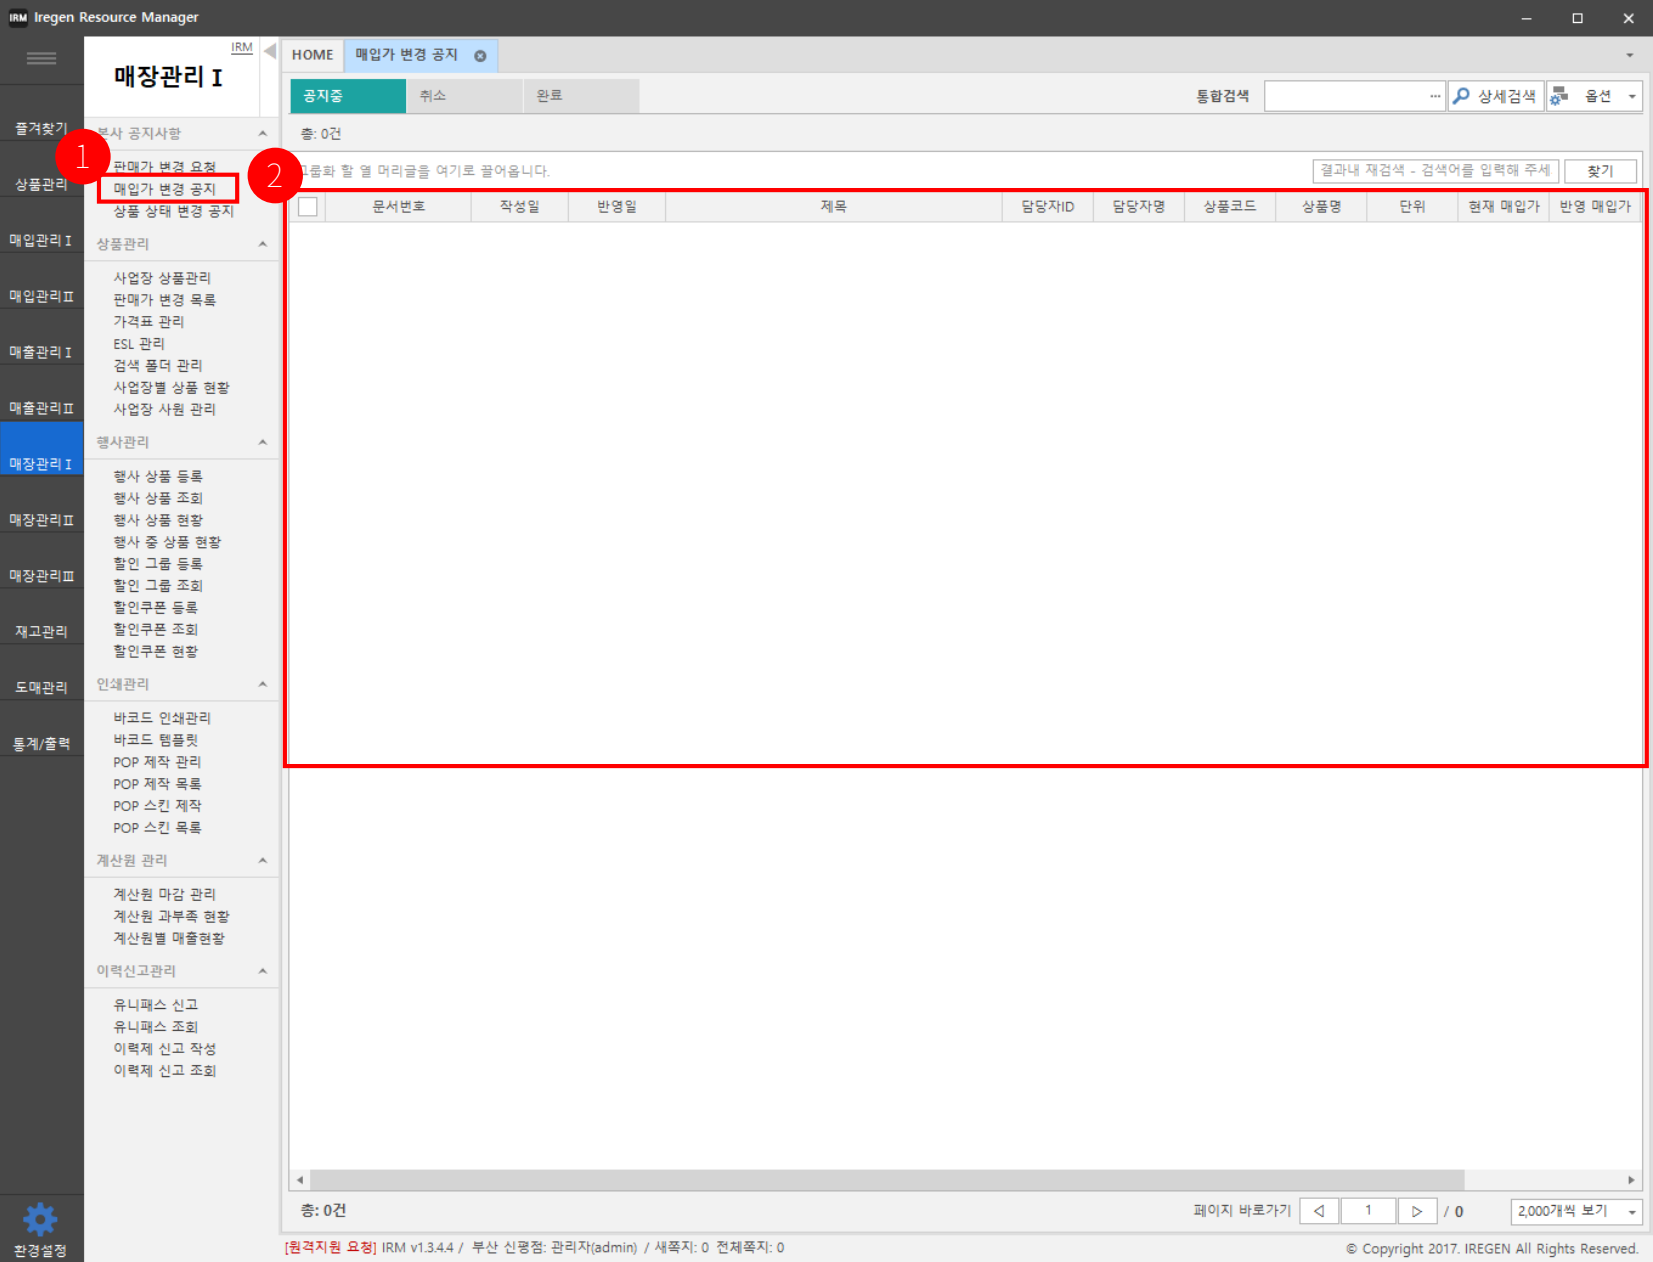 IRM Iregen Resource Manager
매장관리 I
IRM
HOME
매입가 변경 공지
공지중
취소
완료
통합검색
상세검색
옵션
총: 0건
그룹화 할 열 머리글을 여기로 끌어옵니다.
결과내 재검색 - 검색어를 입력해 주세
찾기
문서번호
작성일
반영일
제목
담당자ID
담당자명
상품코드
상품명
단위
현재 매입가
반영 매입가
즐겨찾기
상품관리
매입관리 I
매입관리 II
매출관리 I
매출관리 II
매장관리 I
매장관리 II
매장관리 III
재고관리
도매관리
통계/출력
환경설정
1
2
본사 공지사항
판매가 변경 요청
매입가 변경 공지
상품 상태 변경 공지
상품관리
사업장 상품관리
판매가 변경 목록
가격표 관리
ESL 관리
검색 폴더 관리
사업장별 상품 현황
사업장 사원 관리
행사관리
행사 상품 등록
행사 상품 조회
행사 상품 현황
행사 중 상품 현황
할인 그룹 등록
할인 그룹 조회
할인쿠폰 등록
할인쿠폰 조회
할인쿠폰 현황
인쇄관리
바코드 인쇄관리
바코드 템플릿
POP 제작 관리
POP 제작 목록
POP 스킨 제작
POP 스킨 목록
계산원 관리
계산원 마감 관리
계산원 과부족 현황
계산원별 매출현황
이력신고관리
유니패스 신고
유니패스 조회
이력제 신고 작성
이력제 신고 조회
총: 0건
페이지 바로가기
1
/ 0
2,000개씩 보기
[원격지원 요청] IRM v1.3.4.4 / 부산 신평점: 관리자(admin) / 새쪽지: 0 전체쪽지: 0
© Copyright 2017. IREGEN All Rights Reserved.